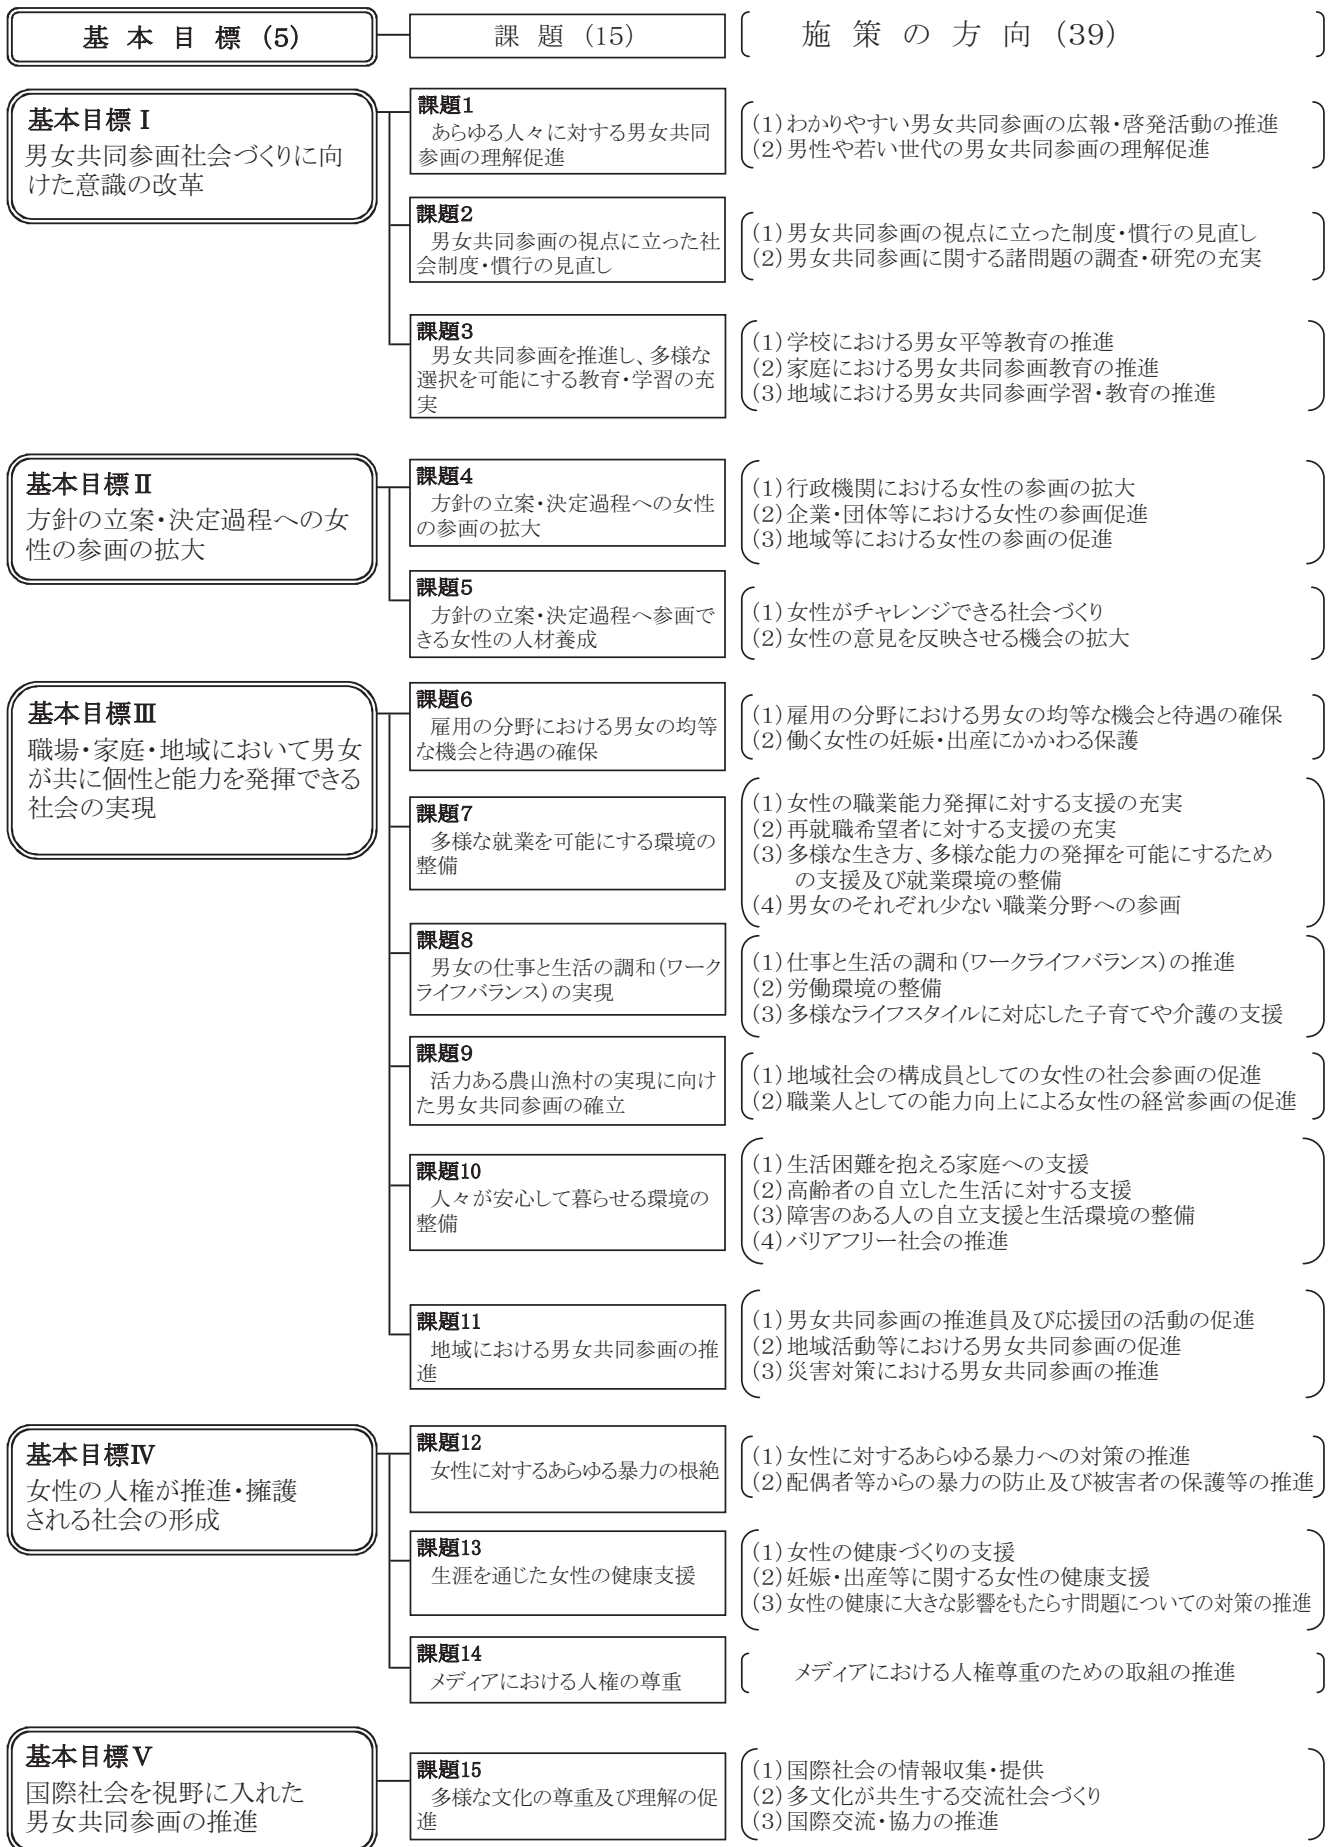 基 本 目 標 (5)
課 題 (15)
施 策 の 方 向 (39)
基本目標Ⅰ
男女共同参画社会づくりに向
けた意識の改革
課題1
あらゆる人々に対する男女共同
参画の理解促進
(1)わかりやすい男女共同参画の広報・啓発活動の推進
(2)男性や若い世代の男女共同参画の理解促進
課題2
男女共同参画の視点に立った社
会制度・慣行の見直し
(1)男女共同参画の視点に立った制度・慣行の見直し
(2)男女共同参画に関する諸問題の調査・研究の充実
課題3
男女共同参画を推進し、多様な
選択を可能にする教育・学習の充
実
(1)学校における男女平等教育の推進
(2)家庭における男女共同参画教育の推進
(3)地域における男女共同参画学習・教育の推進
基本目標Ⅱ
方針の立案・決定過程への女
性の参画の拡大
課題4
方針の立案・決定過程への女性
の参画の拡大
(1)行政機関における女性の参画の拡大
(2)企業・団体等における女性の参画促進
(3)地域等における女性の参画の促進
課題5
方針の立案・決定過程へ参画で
きる女性の人材養成
(1)女性がチャレンジできる社会づくり
(2)女性の意見を反映させる機会の拡大
基本目標Ⅲ
職場・家庭・地域において男女
が共に個性と能力を発揮できる
社会の実現
課題6
雇用の分野における男女の均等
な機会と待遇の確保
(1)雇用の分野における男女の均等な機会と待遇の確保
(2)働く女性の妊娠・出産にかかわる保護
課題7
多様な就業を可能にする環境の
整備
(1)女性の職業能力発揮に対する支援の充実
(2)再就職希望者に対する支援の充実
(3)多様な生き方、多様な能力の発揮を可能にするため
の支援及び就業環境の整備
(4)男女のそれぞれ少ない職業分野への参画
課題8
男女の仕事と生活の調和(ワーク
ライフバランス)の実現
(1)仕事と生活の調和(ワークライフバランス)の推進
(2)労働環境の整備
(3)多様なライフスタイルに対応した子育てや介護の支援
課題9
活力ある農山漁村の実現に向け
た男女共同参画の確立
(1)地域社会の構成員としての女性の社会参画の促進
(2)職業人としての能力向上による女性の経営参画の促進
課題10
人々が安心して暮らせる環境の
整備
(1)生活困難を抱える家庭への支援
(2)高齢者の自立した生活に対する支援
(3)障害のある人の自立支援と生活環境の整備
(4)バリアフリー社会の推進
課題11
地域における男女共同参画の推
進
(1)男女共同参画の推進員及び応援団の活動の促進
(2)地域活動等における男女共同参画の促進
(3)災害対策における男女共同参画の推進
基本目標Ⅳ
女性の人権が推進・擁護
される社会の形成
課題12
女性に対するあらゆる暴力の根絶
(1)女性に対するあらゆる暴力への対策の推進
(2)配偶者等からの暴力の防止及び被害者の保護等の推進
課題13
生涯を通じた女性の健康支援
(1)女性の健康づくりの支援
(2)妊娠・出産等に関する女性の健康支援
(3)女性の健康に大きな影響をもたらす問題についての対策の推進
課題14
メディアにおける人権の尊重
メディアにおける人権尊重のための取組の推進
基本目標Ⅴ
国際社会を視野に入れた
男女共同参画の推進
課題15
多様な文化の尊重及び理解の促
進
(1)国際社会の情報収集・提供
(2)多文化が共生する交流社会づくり
(3)国際交流・協力の推進